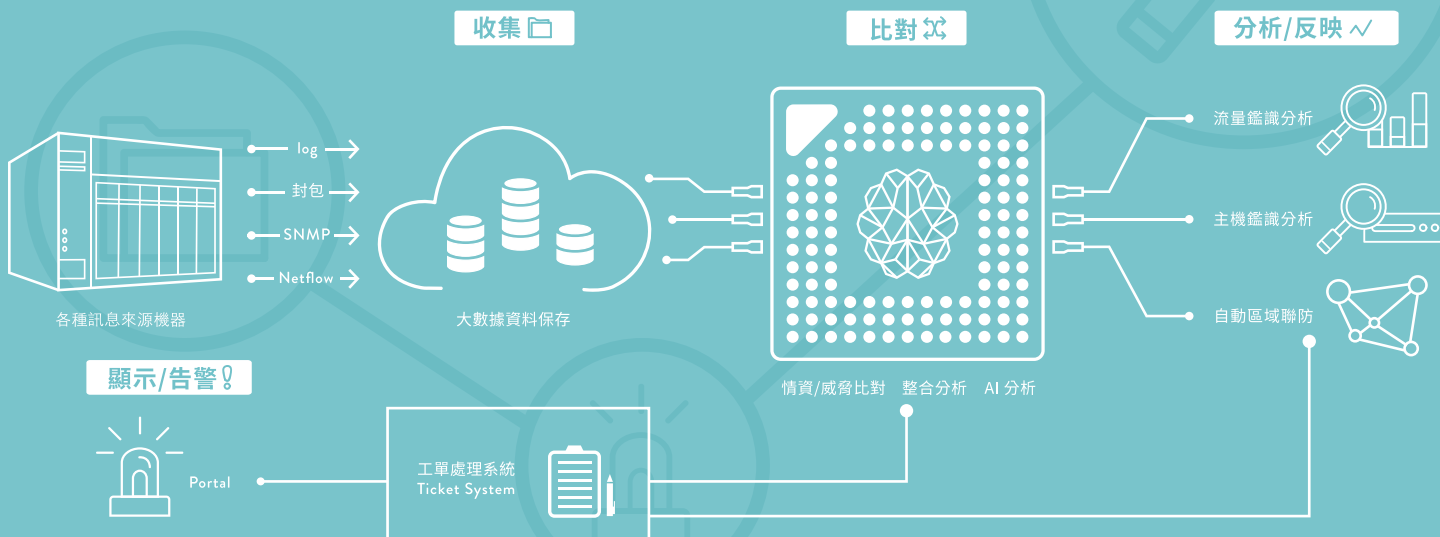 收集
比對
分析/反映
log
封包
SNMP
Netflow
各種訊息來源機器
大數據資料保存
流量鑑識分析
主機鑑識分析
自動區域聯防
情資/威脅比對 整合分析 AI 分析
顯示/告警
Portal
工單處理系統
Ticket System